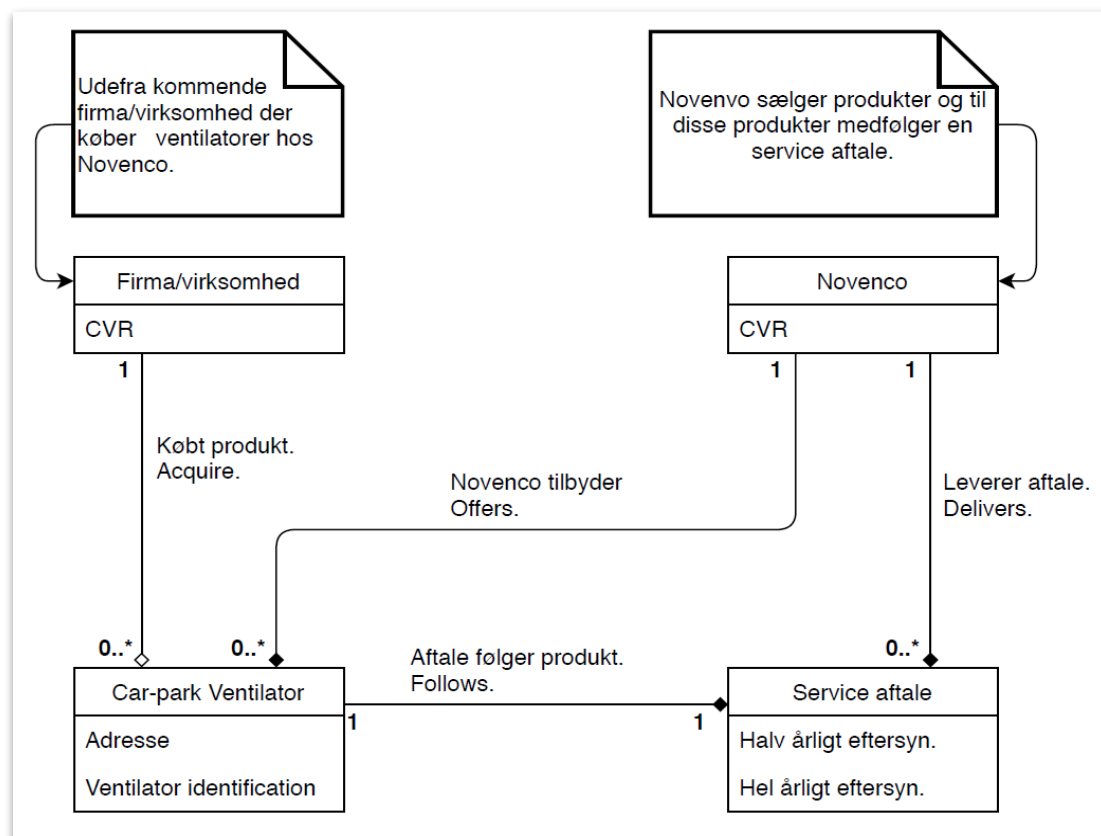 Udefra kommende
firma/virksomhed der
køber ventilatorer hos
Novenco.
Novenvo sælger produkter og til
disse produkter medfølger en
service aftale.
Firma/virksomhed
CVR
Novenco
CVR
1
1
1
Købt produkt.
Acquire.
Novenco tilbyder
Offers.
Leverer aftale.
Delivers.
0..*
0..*
0..*
Aftale følger produkt.
Follows.
Car-park Ventilator
Adresse
Ventilator identification
1
1
Service aftale
Halv årligt eftersyn.
Hel årligt eftersyn.